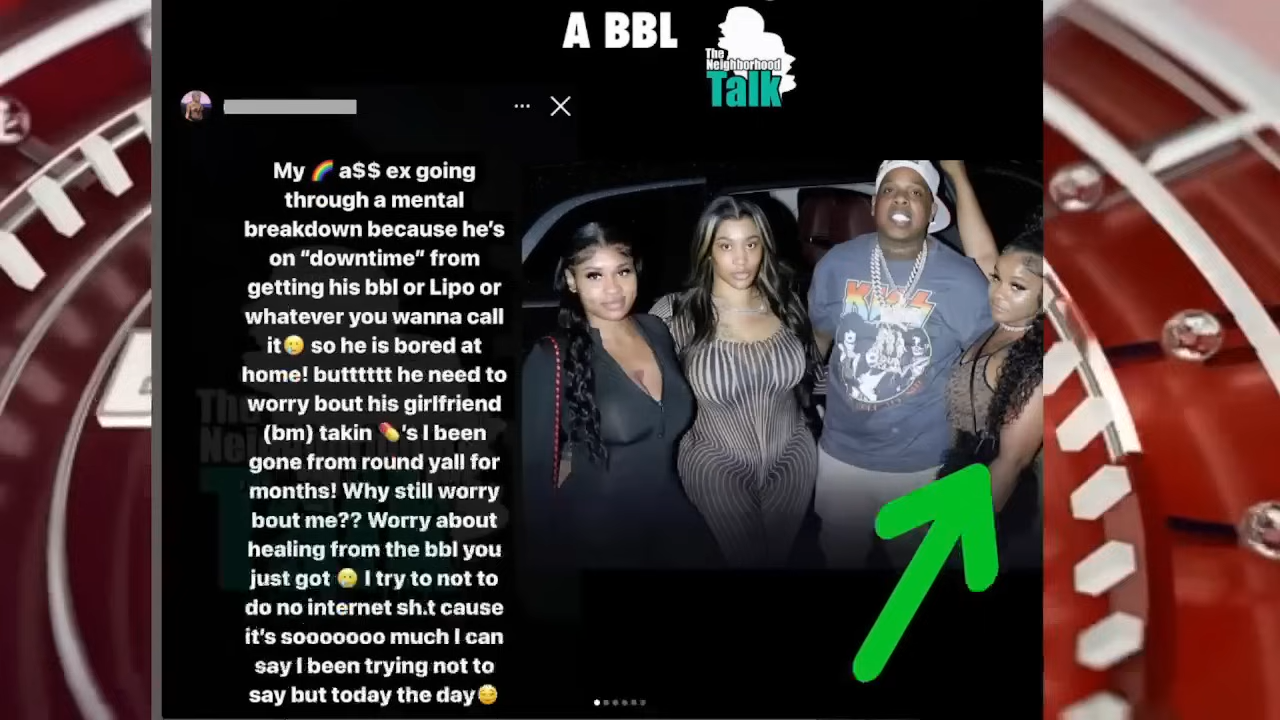 A BBL
The
Neighborhood
Talk
My 🌈 a$$ ex going
through a mental
breakdown because he's
on “downtime” from
getting his bbl or Lipo or
whatever you wanna call
it🥲 so he is bored at
home! butttttt he need to
worry bout his girlfriend
(bm) takin 💊's I been
gone from round yall for
months! Why still worry
bout me?? Worry about
healing from the bbl you
just got 🥲 I try to not to
do no internet sh.t cause
it's sooooooo much I can
say I been trying not to
say but today the day😊
KISS